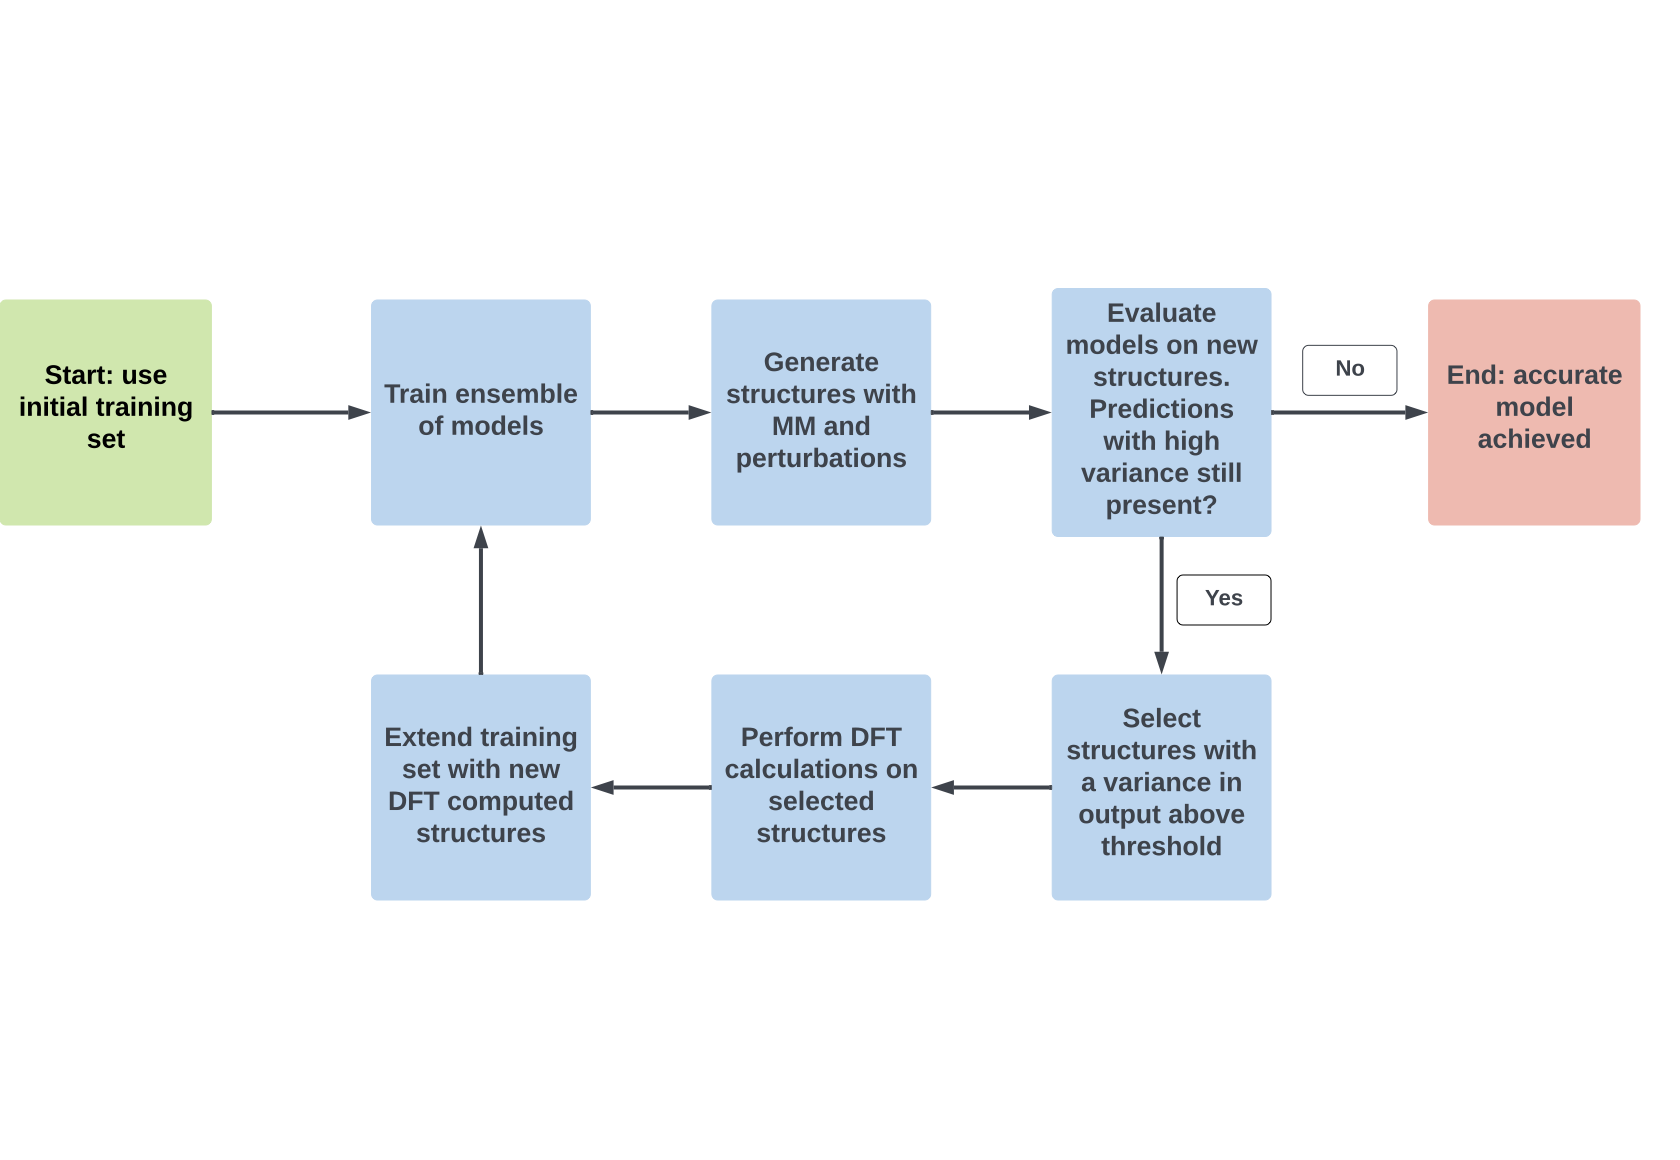 Start: use
initial training
set
Train ensemble
of models
Generate
structures with
MM and
perturbations
Evaluate
models on new
structures.
Predictions
with high
variance still
present?
No
End: accurate
model
achieved
Yes
Select
structures with
a variance in
output above
threshold
Perform DFT
calculations on
selected
structures
Extend training
set with new
DFT computed
structures